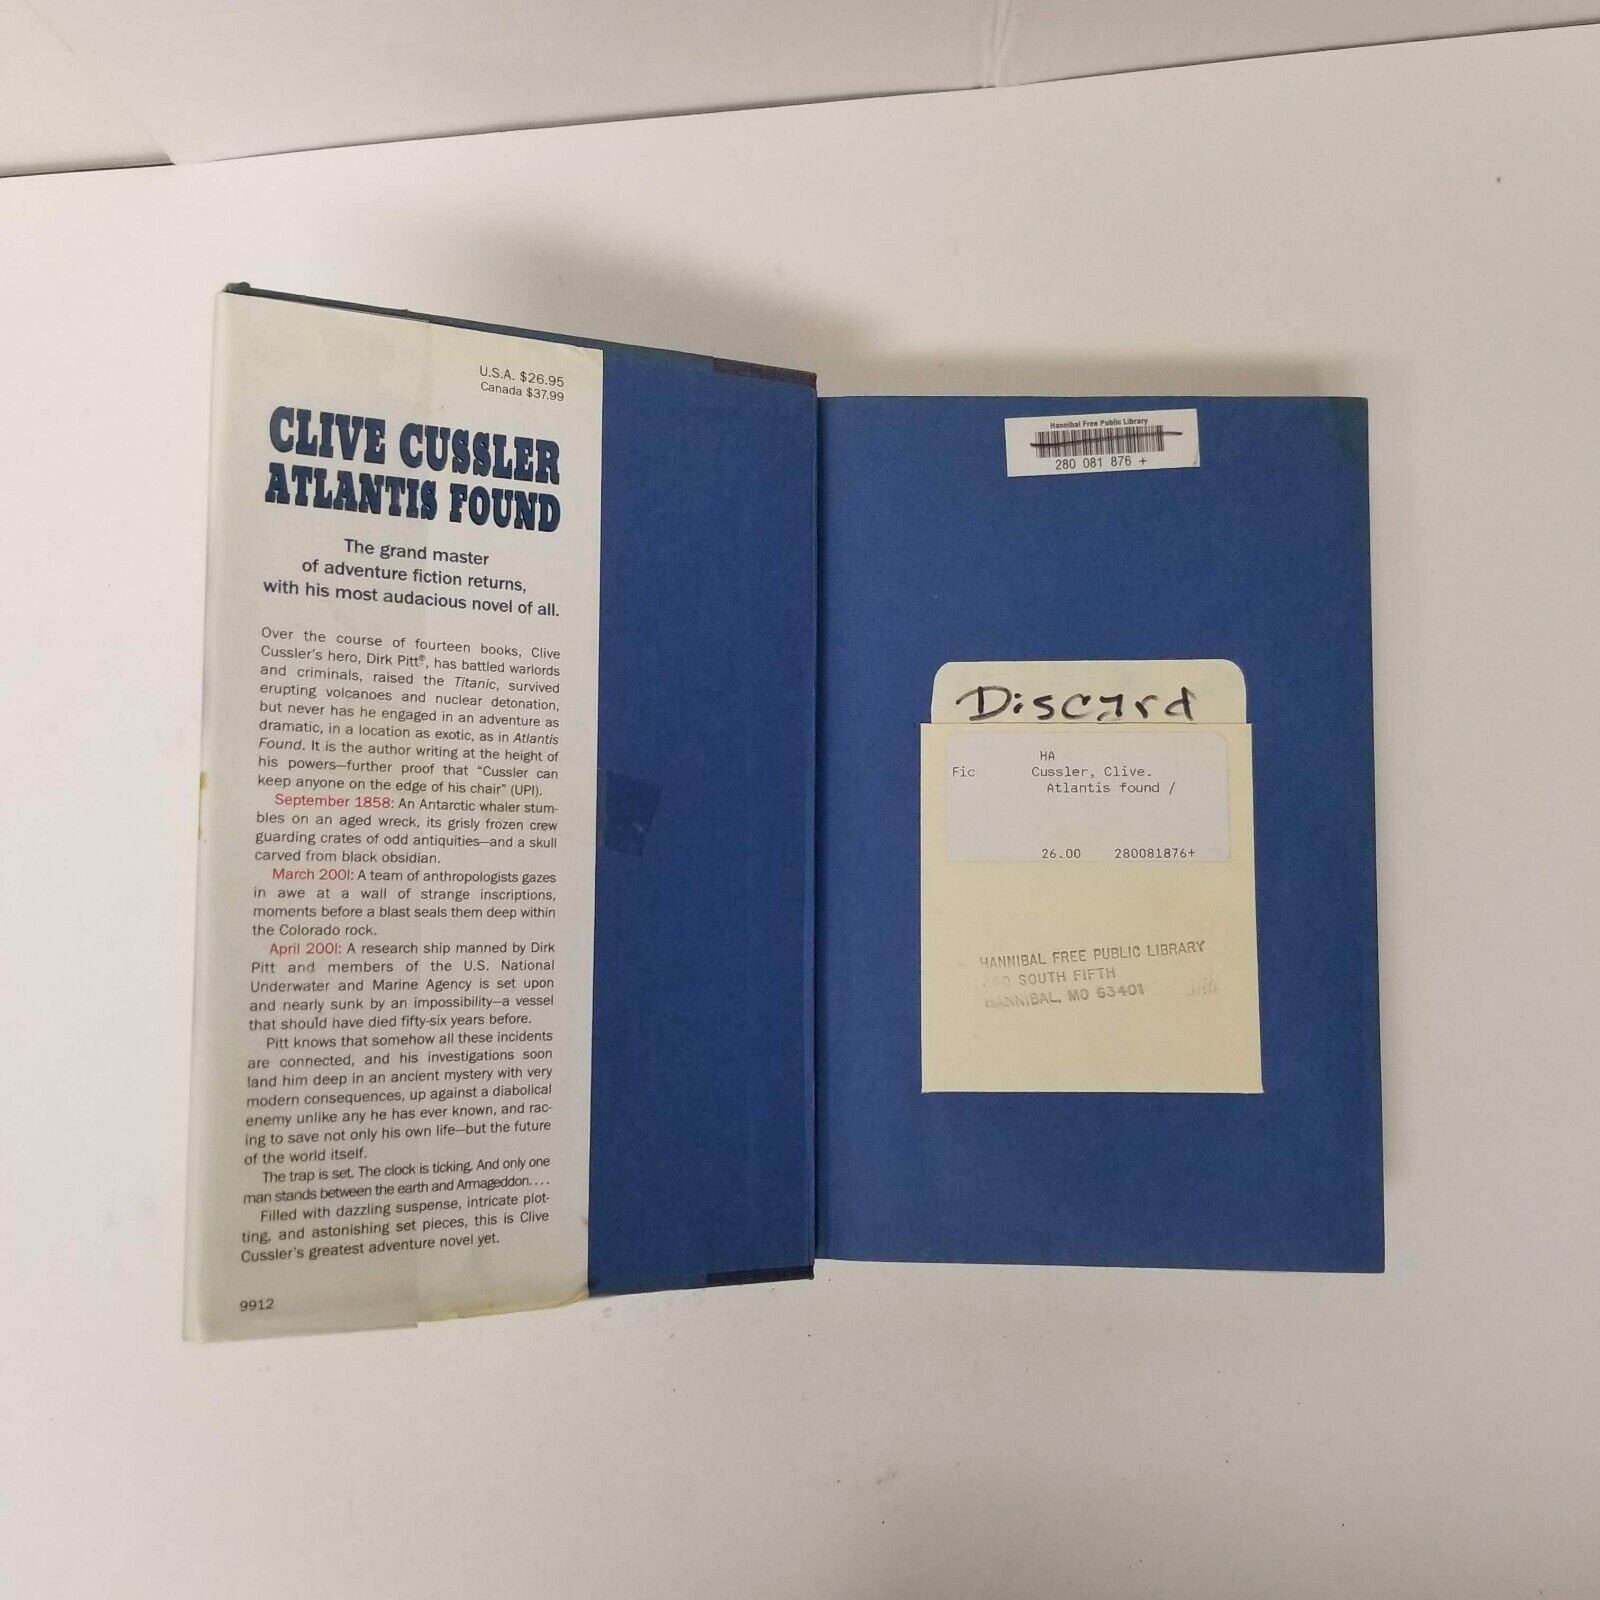 U.S.A. $26.95
Canada $37.99
CLIVE CUSSLER
ATLANTIS FOUND
The grand master
of adventure fiction returns,
with his most audacious novel of all.
Over the course of fourteen books, Clive
Cussler's hero, Dirk Pitt®, has battled warlords
and criminals, raised the Titanic, survived
erupting volcanoes and nuclear detonation,
but never has he engaged in an adventure as
dramatic, in a location as exotic, as in Atlantis
Found. It is the author writing at the height of
his powers—further proof that "Cussler can
keep anyone on the edge of his chair" (UPI).
September 1858: An Antarctic whaler stum-
bles on an aged wreck, its grisly frozen crew
guarding crates of odd antiquities—and a skull
carved from black obsidian.
March 2001: A team of anthropologists gazes
in awe at a wall of strange inscriptions,
moments before a blast seals them deep within
the Colorado rock.
April 2001: A research ship manned by Dirk
Pitt and members of the U.S. National
Underwater and Marine Agency is set upon
and nearly sunk by an impossibility—a vessel
that should have died fifty-six years before.
Pitt knows that somehow all these incidents
are connected, and his investigations soon
land him deep in an ancient mystery with very
modern consequences, up against a diabolical
enemy unlike any he has ever known, and rac-
ing to save not only his own life—but the future
of the world itself.
The trap is set. The clock is ticking. And only one
man stands between the earth and Armageddon....
Filled with dazzling suspense, intricate plot-
ting, and astonishing set pieces, this is Clive
Cussler's greatest adventure novel yet.
9912
Hannibal Free Public Library
280 081 876 +
Discard
HA
Fic Cussler, Clive.
Atlantis found /
26.00 280081876+
HANNIBAL FREE PUBLIC LIBRARY
SOUTH FIFTH
HANNIBAL, MO 63401